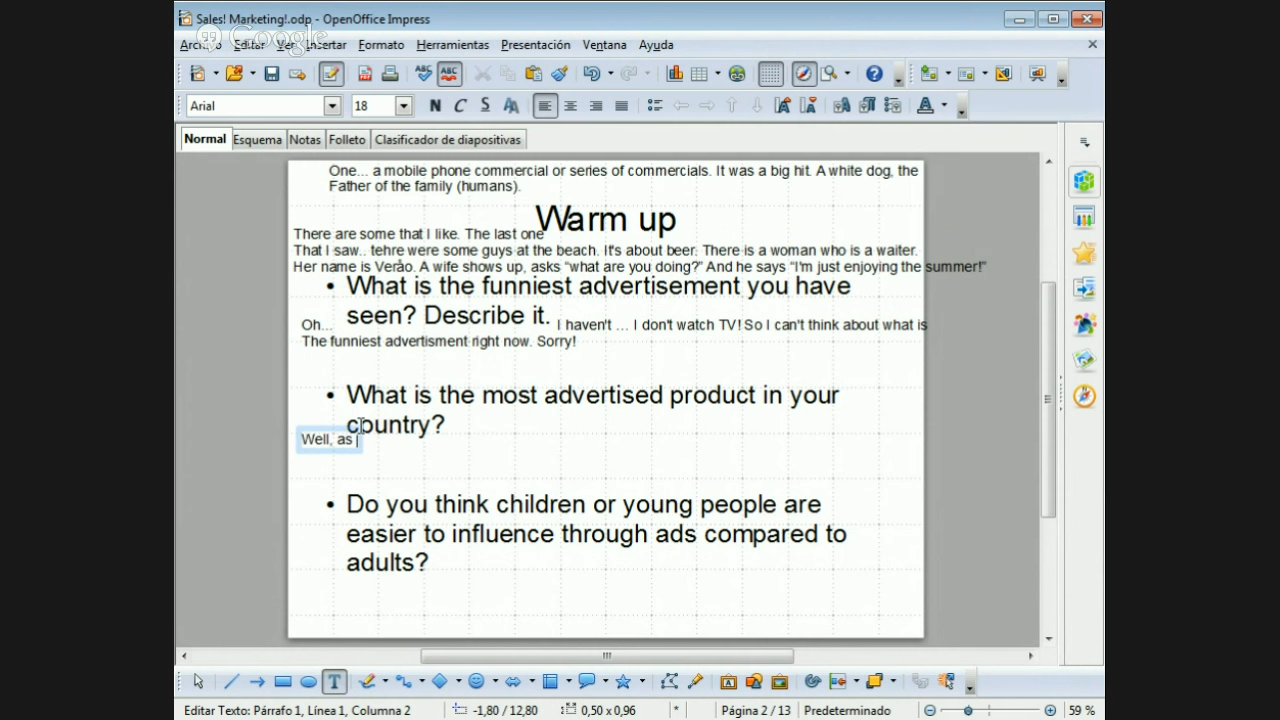 Sales! Marketing!.odp - OpenOffice Impress
Google
Archivo Editar Ver Insertar Formato Herramientas Presentación Ventana Ayuda
Arial 18
Normal Esquema Notas Folleto Clasificador de diapositivas
One... a mobile phone commercial or series of commercials. It was a big hit. A white dog, the
Father of the family (humans).
Warm up
There are some that I like. The last one
That I saw.. tehre were some guys at the beach. It's about beer. There is a woman who is a waiter.
Her name is Veråo. A wife shows up, asks “what are you doing?” And he says “I'm just enjoying the summer!”
• What is the funniest advertisement you have
seen? Describe it.
Oh... I haven't ... I don't watch TV! So I can't think about what is
The funniest advertisment right now. Sorry!
• What is the most advertised product in your
country?
Well, as
• Do you think children or young people are
easier to influence through ads compared to
adults?
Editar Texto: Párrafo 1, Línea 1, Columna 2 -1,80 / 12,80 0,50 x 0,96 * Página 2 / 13 Predeterminado 59 %